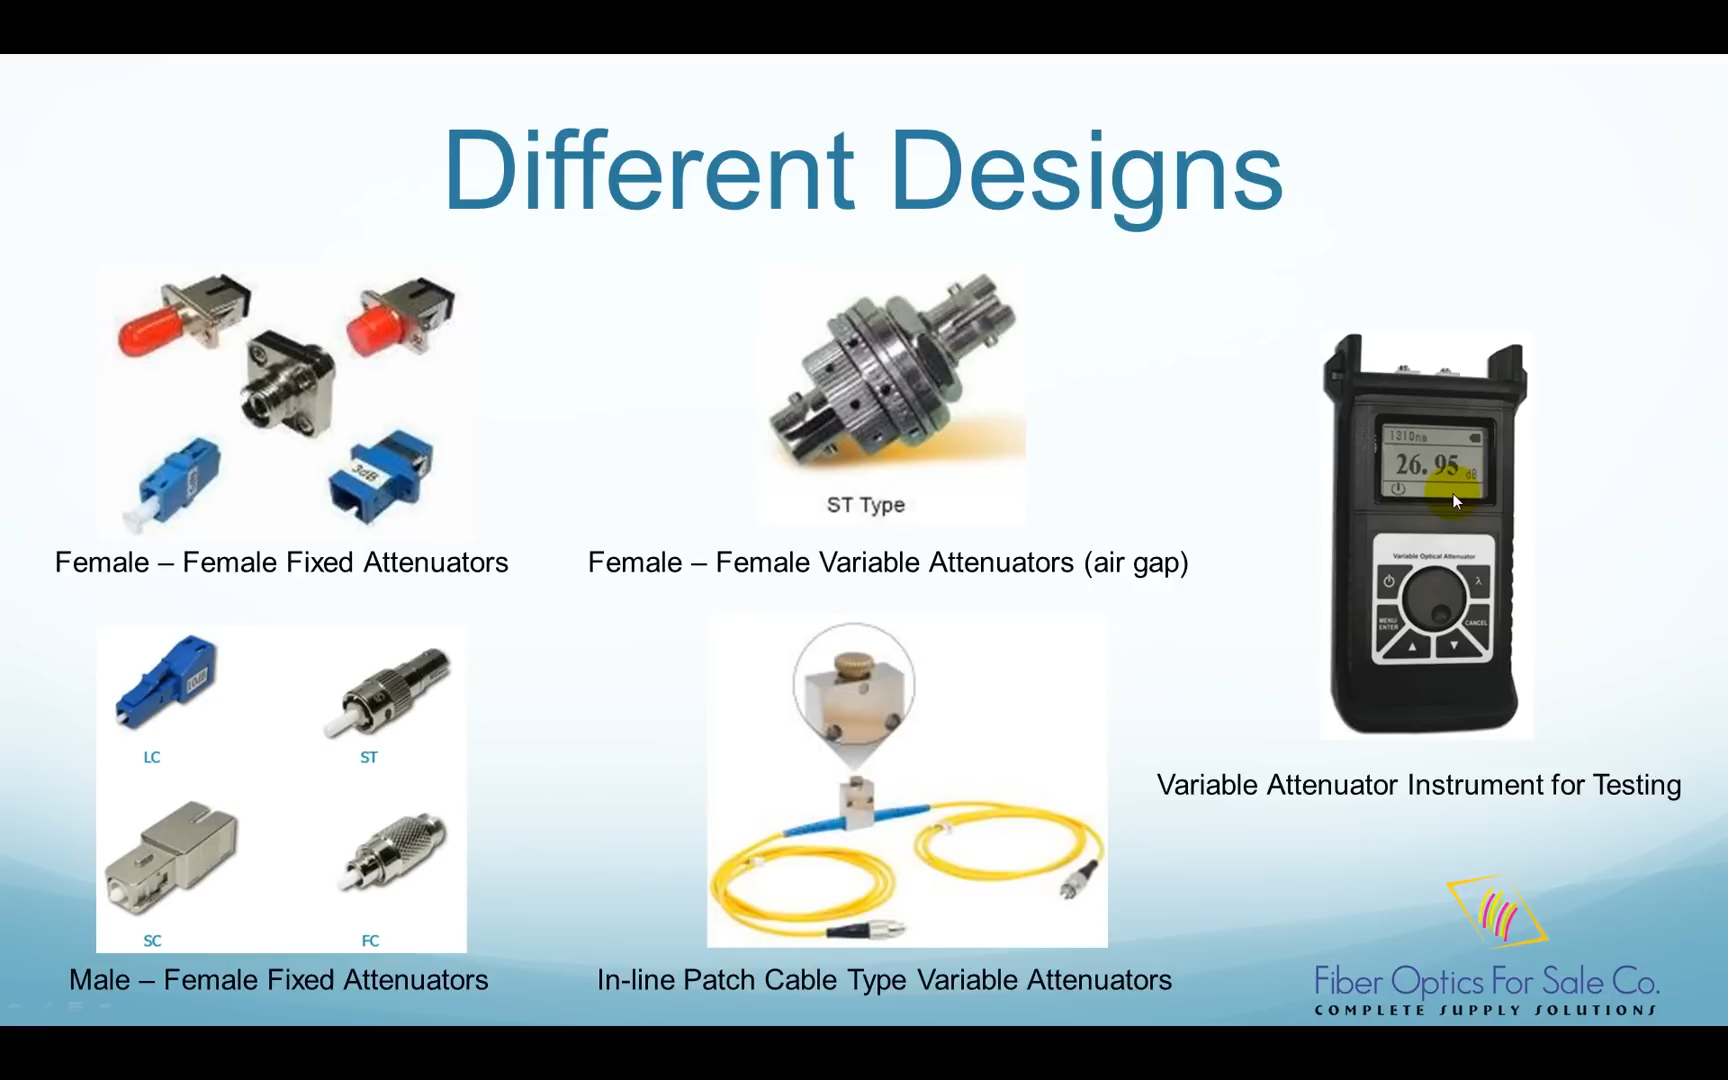 Different Designs
3dB
Female – Female Fixed Attenuators
ST Type
Female – Female Variable Attenuators (air gap)
1310nm
26.95 dB
Variable Optical Attenuator
λ
MENU/
ENTER
CANCEL
10dB
LC
ST
SC
FC
Male – Female Fixed Attenuators
In-line Patch Cable Type Variable Attenuators
Variable Attenuator Instrument for Testing
Fiber Optics For Sale Co.
COMPLETE SUPPLY SOLUTIONS